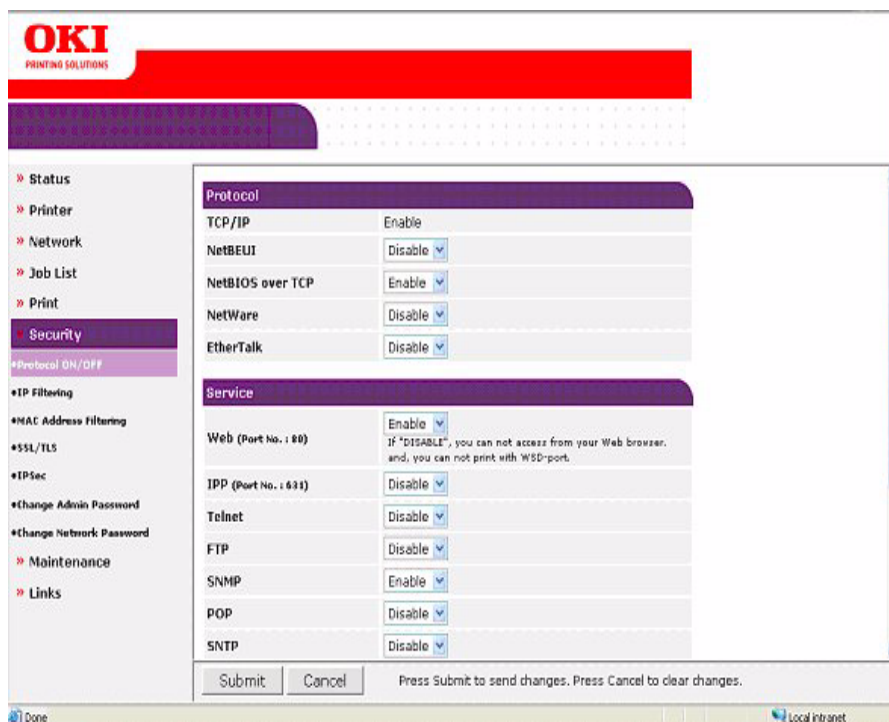 OKI
PRINTING SOLUTIONS
» Status
» Printer
» Network
» Job List
» Print
Security
•Protocol ON/OFF
•IP Filtering
•MAC Address Filtering
•SSL/TLS
•IPSec
•Change Admin Password
•Change Network Password
» Maintenance
» Links
Protocol
TCP/IP Enable
NetBEUI Disable
NetBIOS over TCP Enable
NetWare Disable
EtherTalk Disable
Service
Web (Port No. : 80) Enable
If "DISABLE", you can not access from your Web browser.
and, you can not print with WSD-port.
IPP (Port No. : 631) Disable
Telnet Disable
FTP Disable
SNMP Enable
POP Disable
SNTP Disable
Submit Cancel Press Submit to send changes. Press Cancel to clear changes.
Done Local intranet